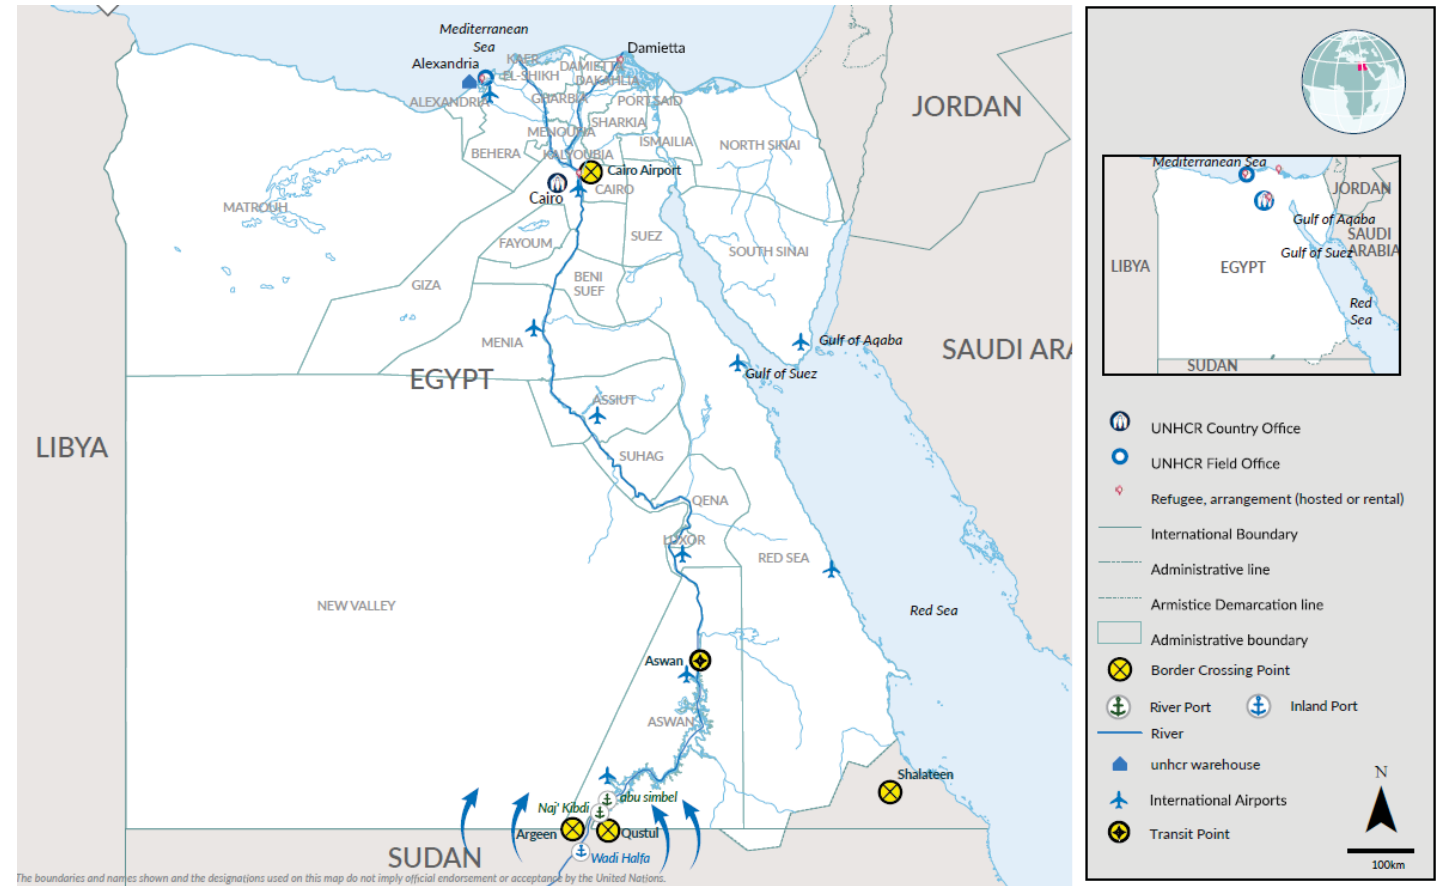 Mediterranean
Sea
Alexandria
Damietta
KAFR
EL-SHIKH
DAMIETTA
DAKAHLIA
ALEXANDRIA
GHARBIA
PORT SAID
SHARKIA
MENOUFIA
ISMAILIA
NORTH SINAI
BEHERA
KALYOUBIA
Cairo Airport
CAIRO
Cairo
MATROUH
FAYOUM
SUEZ
SOUTH SINAI
GIZA
BENI
SUEF
MENIA
Gulf of Aqaba
Gulf of Suez
EGYPT
ASSIUT
SUHAG
QENA
LUXOR
RED SEA
NEW VALLEY
Red Sea
Aswan
ASWAN
Shalateen
abu simbel
Naj' Kibdi
Argeen
Qustul
Wadi Halfa
SUDAN
LIBYA
JORDAN
SAUDI ARA
The boundaries and names shown and the designations used on this map do not imply official endorsement or acceptance by the United Nations.
Mediterranean Sea
JORDAN
Gulf of Aqaba
SAUDI
ARABIA
Gulf of Suez
LIBYA
EGYPT
Red
Sea
SUDAN
UNHCR Country Office
UNHCR Field Office
Refugee, arrangement (hosted or rental)
International Boundary
Administrative line
Armistice Demarcation line
Administrative boundary
Border Crossing Point
River Port
Inland Port
River
unhcr warehouse
International Airports
Transit Point
N
100km